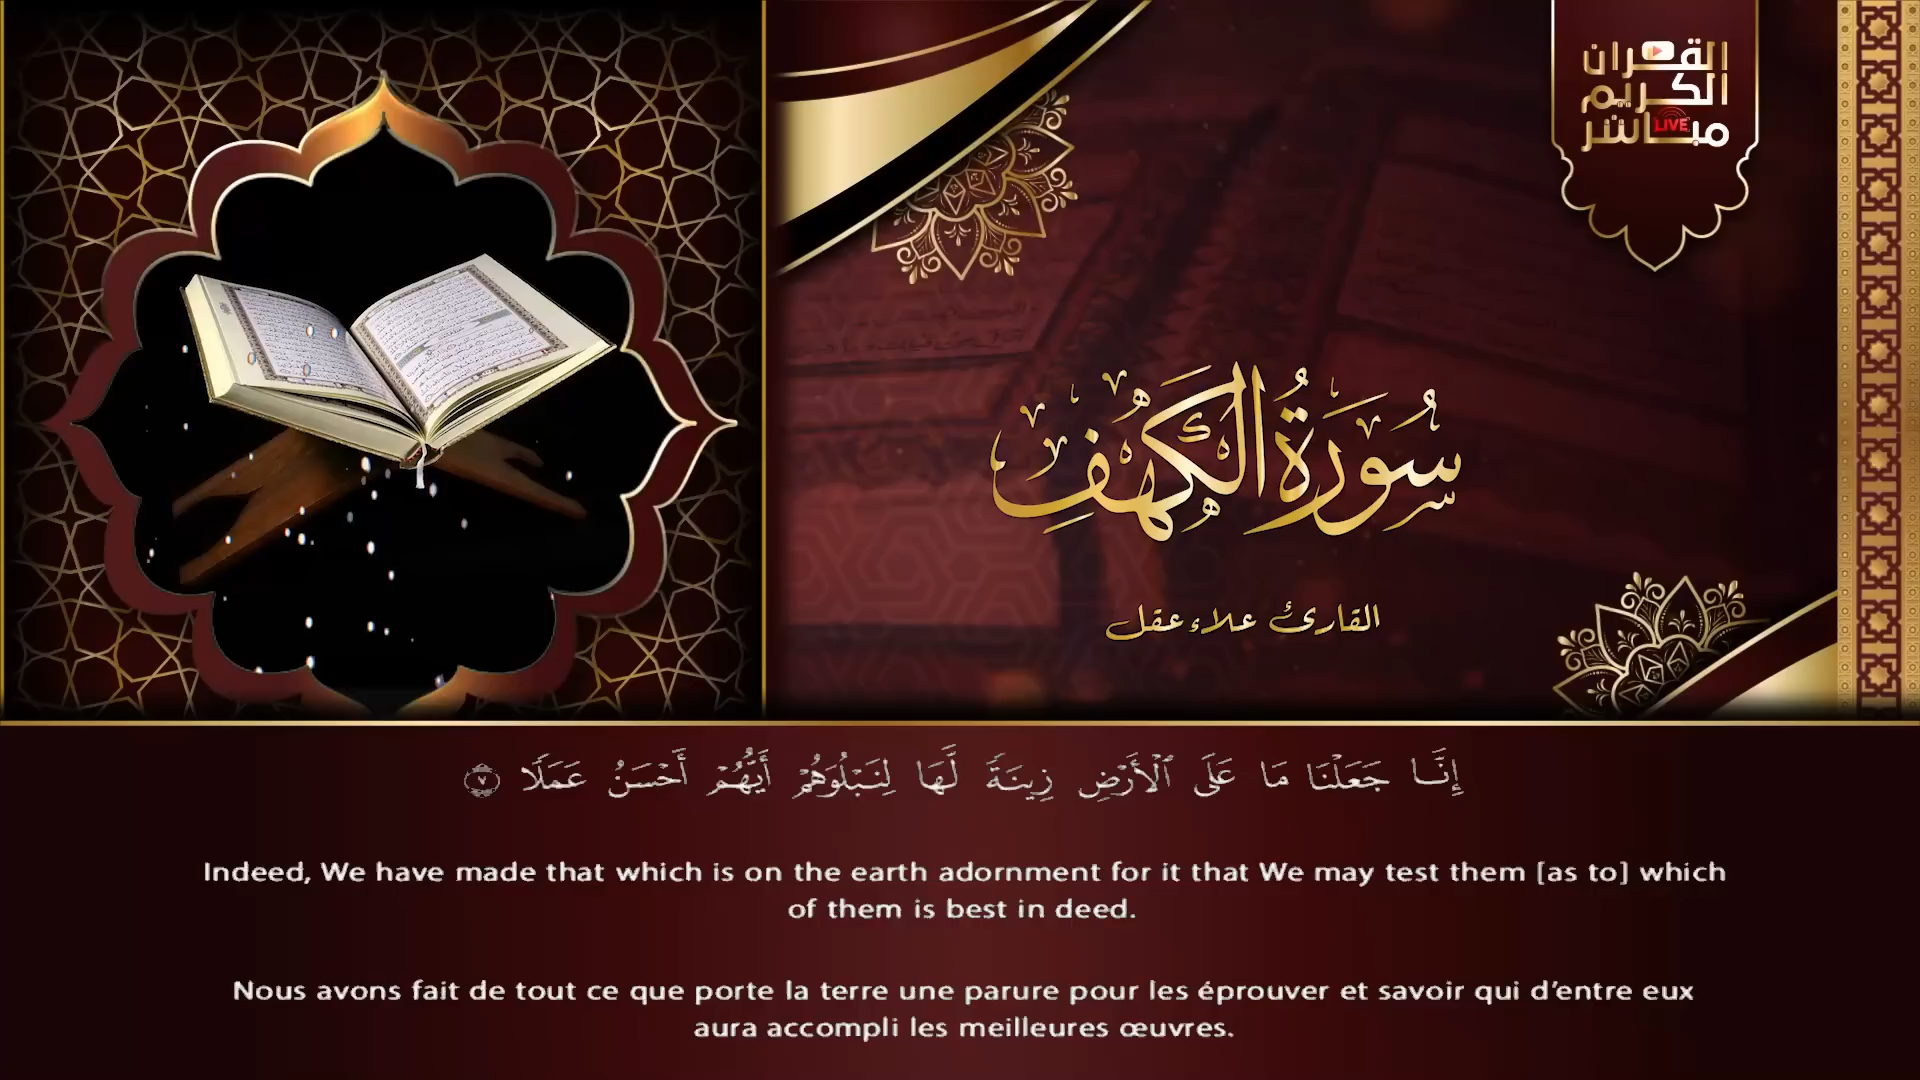 القرآن
الكريم
مباشر
LIVE
سُورَةُ الكَهْفِ
القارئ علاء عقل
إِنَّا جَعَلْنَا مَا عَلَى ٱلْأَرْضِ زِينَةً لَّهَا لِنَبْلُوَهُمْ أَيُّهُمْ أَحْسَنُ عَمَلًا ٧
Indeed, We have made that which is on the earth adornment for it that We may test them [as to] which
of them is best in deed.
Nous avons fait de tout ce que porte la terre une parure pour les éprouver et savoir qui d’entre eux
aura accompli les meilleures œuvres.